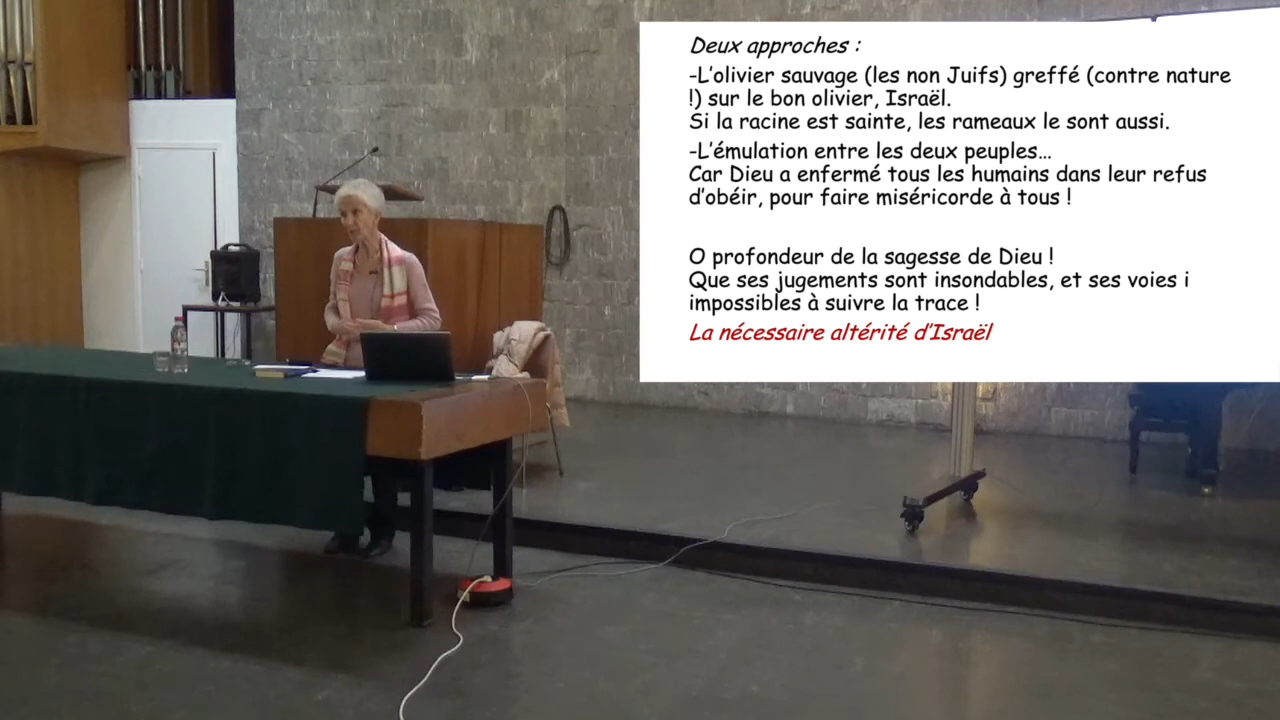 Deux approches :
-L'olivier sauvage (les non Juifs) greffé (contre nature
!) sur le bon olivier, Israël.
Si la racine est sainte, les rameaux le sont aussi.
-L'émulation entre les deux peuples…
Car Dieu a enfermé tous les humains dans leur refus
d'obéir, pour faire miséricorde à tous !
O profondeur de la sagesse de Dieu !
Que ses jugements sont insondables, et ses voies i
impossibles à suivre la trace !
La nécessaire altérité d'Israël